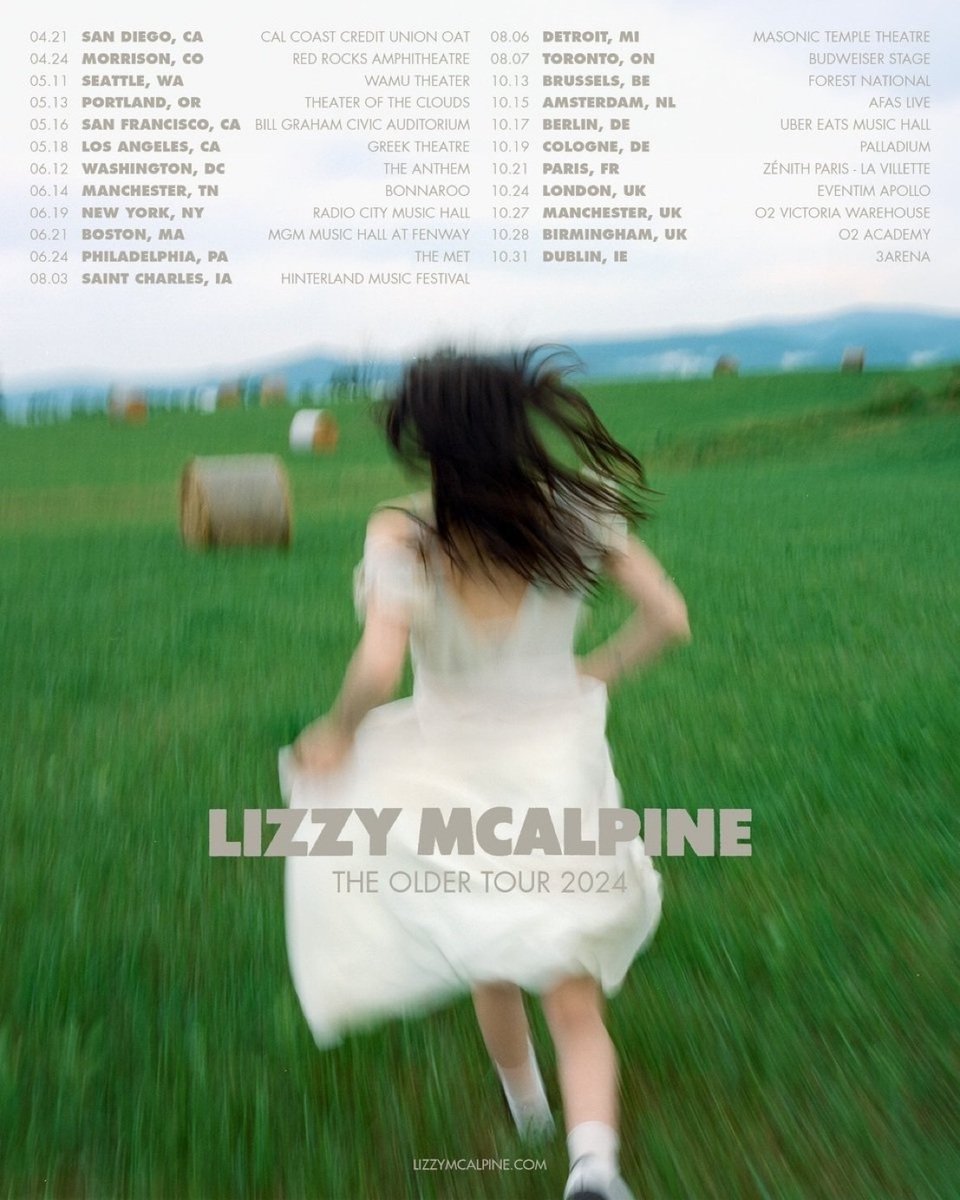 04.21 SAN DIEGO, CA CAL COAST CREDIT UNION OAT
04.24 MORRISON, CO RED ROCKS AMPHITHEATRE
05.11 SEATTLE, WA WAMU THEATER
05.13 PORTLAND, OR THEATER OF THE CLOUDS
05.16 SAN FRANCISCO, CA BILL GRAHAM CIVIC AUDITORIUM
05.18 LOS ANGELES, CA GREEK THEATRE
06.12 WASHINGTON, DC THE ANTHEM
06.14 MANCHESTER, TN BONNAROO
06.19 NEW YORK, NY RADIO CITY MUSIC HALL
06.21 BOSTON, MA MGM MUSIC HALL AT FENWAY
06.24 PHILADELPHIA, PA THE MET
08.03 SAINT CHARLES, IA HINTERLAND MUSIC FESTIVAL
08.06 DETROIT, MI MASONIC TEMPLE THEATRE
08.07 TORONTO, ON BUDWEISER STAGE
10.13 BRUSSELS, BE FOREST NATIONAL
10.15 AMSTERDAM, NL AFAS LIVE
10.17 BERLIN, DE UBER EATS MUSIC HALL
10.19 COLOGNE, DE PALLADIUM
10.21 PARIS, FR ZÉNITH PARIS - LA VILLETTE
10.24 LONDON, UK EVENTIM APOLLO
10.27 MANCHESTER, UK O2 VICTORIA WAREHOUSE
10.28 BIRMINGHAM, UK O2 ACADEMY
10.31 DUBLIN, IE 3ARENA
LIZZY MCALPINE
THE OLDER TOUR 2024
LIZZYMCALPINE.COM